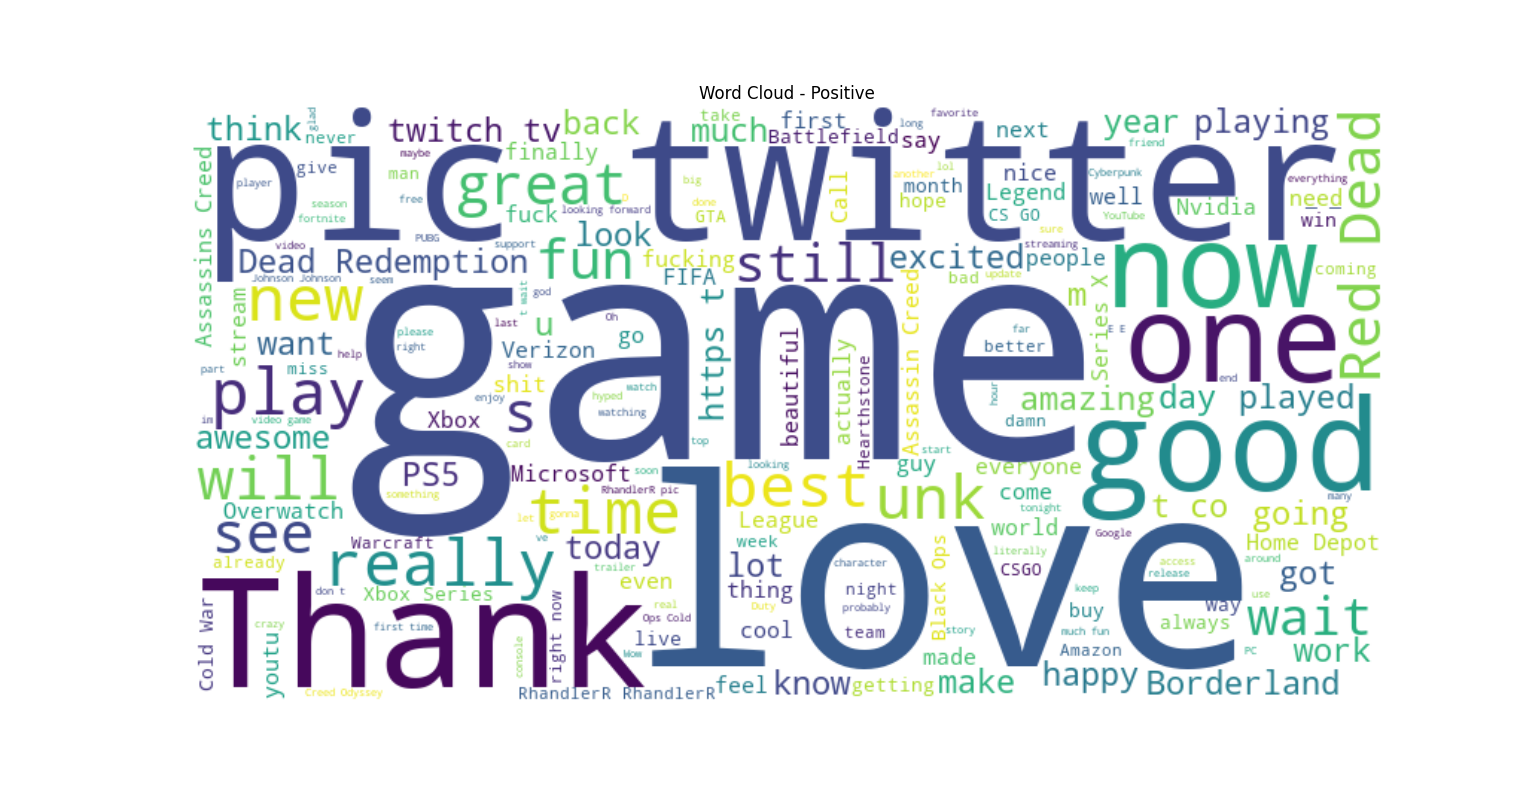 Word Cloud - Positive
pic twitter
game
love
Thank
good
now
one
Red Dead
great
play
new
fun
still
will
see
really
time
best
unk
s
think
glad
never
twitch tv
back
maybe
finally
man
give
player
season
fortnite
free
Assassins Creed
much
take
first
long
favorite
Battlefield
say
next
year
playing
friend
big
done
GTA
b
Call
another
lol
month
hope
nice
Legend
CS GO
Cyberpunk
well
YouTube
Nvidia
everything
need
_ _
win
fuck
looking forward
look
PUBG
support
video
Dead Redemption
Johnson Johnson
seem
fucking
FIFA
excited
people
streaming
sure
bad
update
coming
m
Series X
E E
stream
want
miss
help
please
right
part
im
video game
god
t wait
last
u
Oh
go
Verizon
show
shit
enjoy
hyped
watch
watching
https t
beautiful
actually
Hearthstone
Assassin Creed
far
better
hour
end
amazing
day
played
damn
awesome
Xbox
card
top
PS5
Microsoft
soon
something
RhandlerR pic
looking
guy
start
everyone
come
tonight
many
t co
going
Overwatch
Warcraft
let
gonna
ve
today
trailer
League
week
world
literally
Google
Home Depot
already
Xbox Series
don t
first time
even
real
lot
thing
character
night
probably
CSGO
access
release
around
got
keep
use
way
Cold War
crazy
youtu
Creed Odyssey
console
right now
Ops Cold
Duty
live
Wow
cool
team
Black Ops
story
buy
much fun
Amazon
always
PC
wait
work
made
RhandlerR RhandlerR
feel
know
getting
make
happy
Borderland